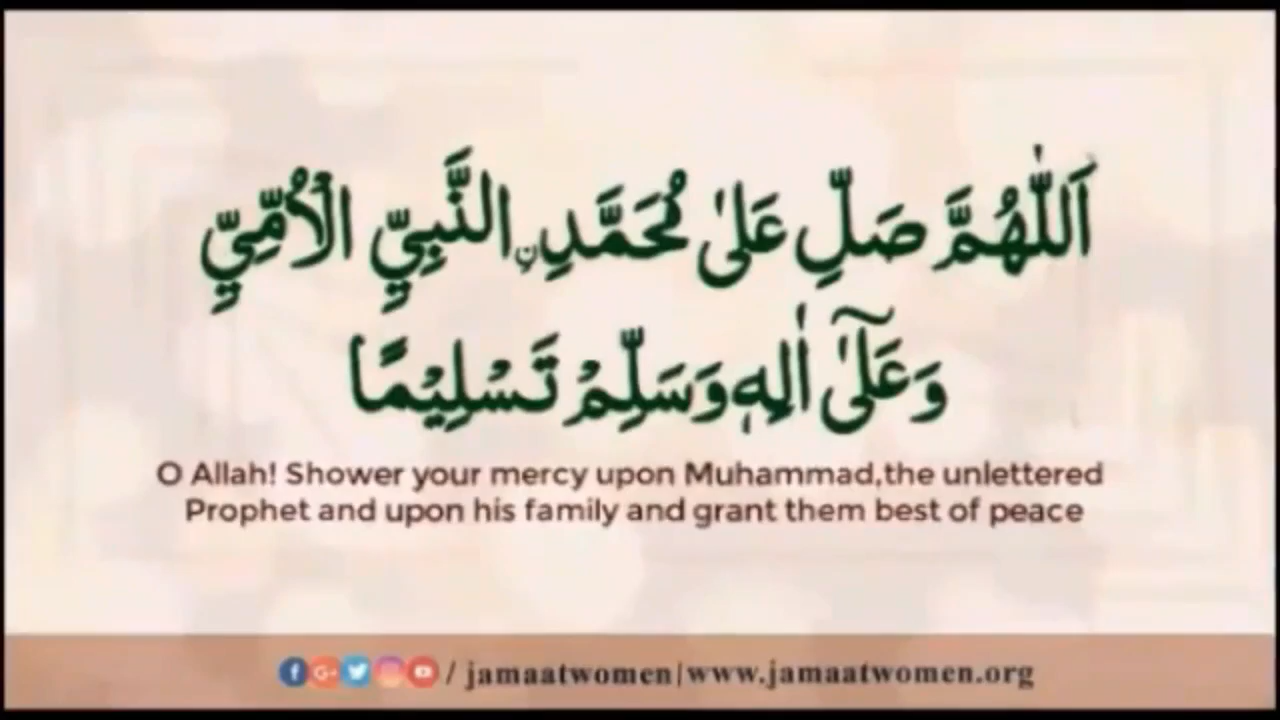 اَللّٰهُمَّ صَلِّ عَلیٰ مُحَمَّدِ ۣالنَّبِيِّ الْاُمِّيِّ
وَعَلَیٰٓ اٰلِهٖ وَسَلِّمْ تَسْلِيْمًا
O Allah! Shower your mercy upon Muhammad,the unlettered
Prophet and upon his family and grant them best of peace
/ jamaatwomen|www.jamaatwomen.org